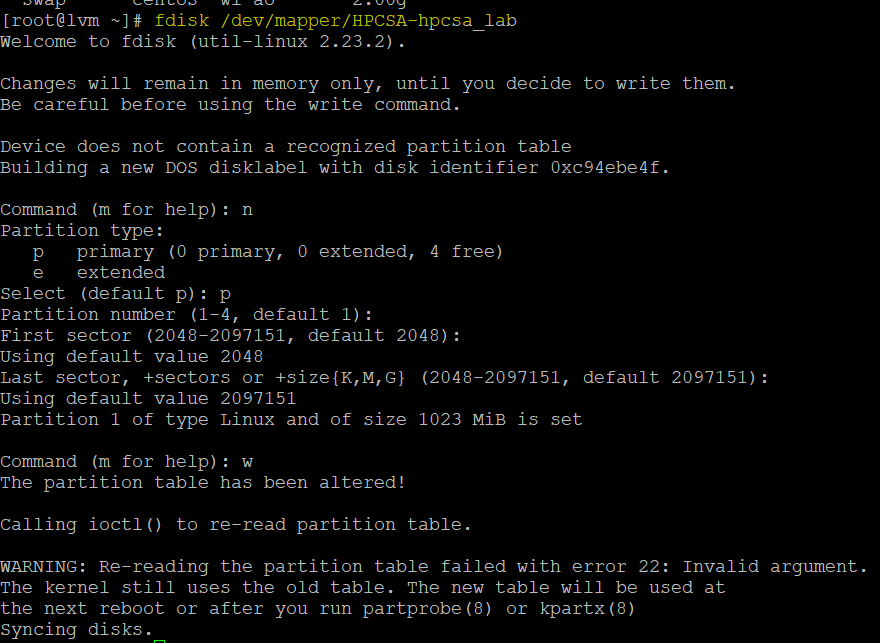 swap centos wi-ao 2.00g
[root@lvm ~]# fdisk /dev/mapper/HPCSA-hpcsa_lab
Welcome to fdisk (util-linux 2.23.2).
Changes will remain in memory only, until you decide to write them.
Be careful before using the write command.
Device does not contain a recognized partition table
Building a new DOS disklabel with disk identifier 0xc94ebe4f.
Command (m for help): n
Partition type:
p primary (0 primary, 0 extended, 4 free)
e extended
Select (default p): p
Partition number (1-4, default 1):
First sector (2048-2097151, default 2048):
Using default value 2048
Last sector, +sectors or +size{K,M,G} (2048-2097151, default 2097151):
Using default value 2097151
Partition 1 of type Linux and of size 1023 MiB is set
Command (m for help): w
The partition table has been altered!
Calling ioctl() to re-read partition table.
WARNING: Re-reading the partition table failed with error 22: Invalid argument.
The kernel still uses the old table. The new table will be used at
the next reboot or after you run partprobe(8) or kpartx(8)
Syncing disks.